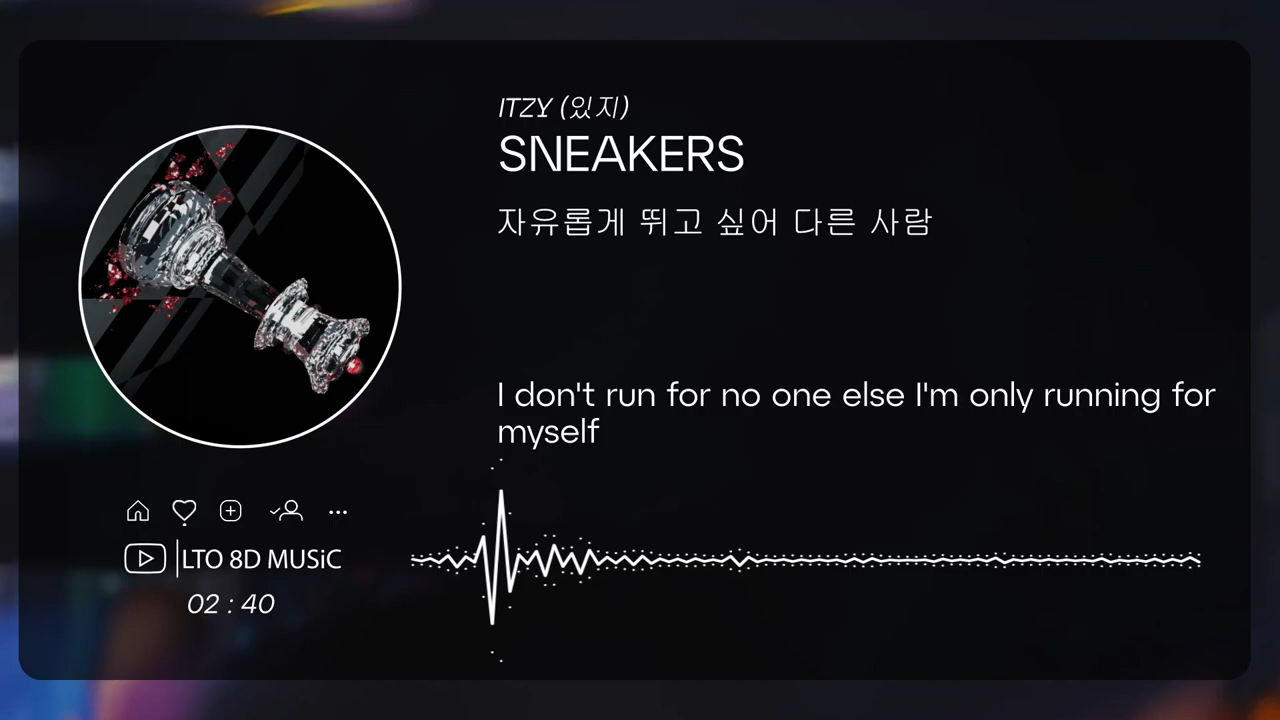 ITZY (있지)
SNEAKERS
자유롭게 뛰고 싶어 다른 사람
I don't run for no one else I'm only running for
myself
LTO 8D MUSiC
02 : 40